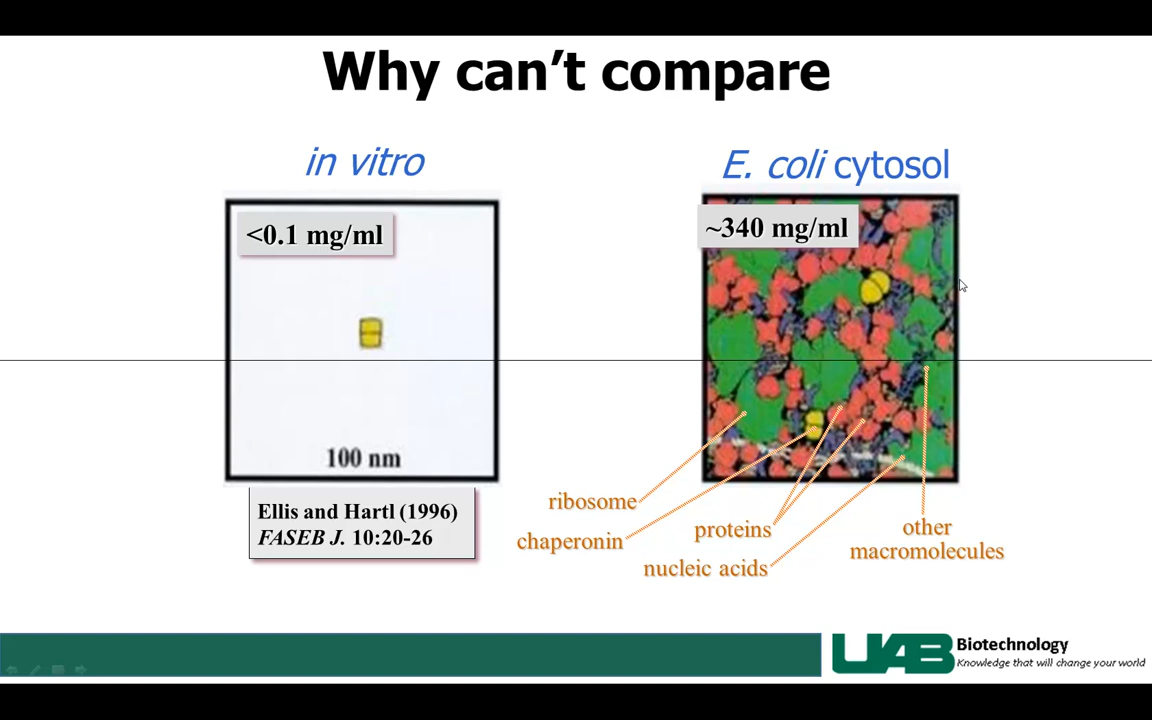 Why can't compare
in vitro
E. coli cytosol
<0.1 mg/ml
~340 mg/ml
100 nm
Ellis and Hartl (1996)
FASEB J. 10:20-26
ribosome
chaperonin
proteins
nucleic acids
other
macromolecules
UAB Biotechnology
Knowledge that will change your world